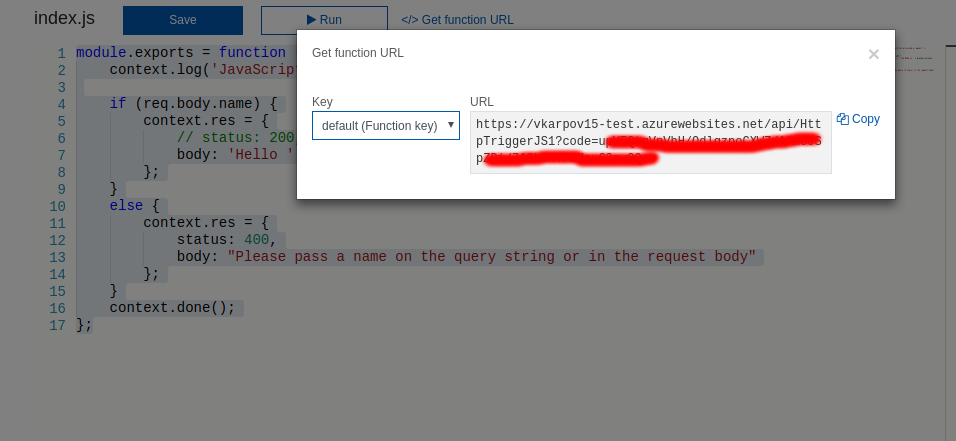 index.js
Save
Run
</> Get function URL
Get function URL
×
Key
URL
default (Function key)
https://vkarpov15-test.azurewebsites.net/api/Htt
pTriggerJS1?code=u
Copy
1 module.exports = function
2 context.log('JavaScript
3
4 if (req.body.name) {
5 context.res = {
6 // status: 200
7 body: 'Hello '
8 };
9 }
10 else {
11 context.res = {
12 status: 400,
13 body: "Please pass a name on the query string or in the request body"
14 };
15 }
16 context.done();
17 };